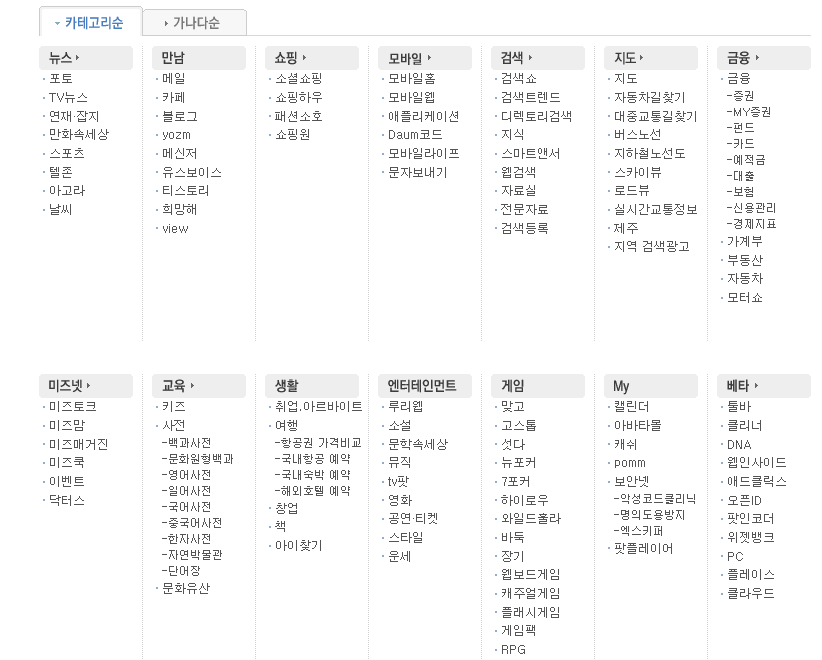 카테고리순
가나다순
뉴스
포토
TV뉴스
연재·잡지
만화속세상
스포츠
텔존
아고라
날씨
만남
메일
카페
블로그
yozm
메신저
유스보이스
티스토리
희망해
view
쇼핑
소셜쇼핑
쇼핑하우
패션소호
쇼핑원
모바일
모바일홈
모바일웹
애플리케이션
Daum코드
모바일라이프
문자보내기
검색
검색쇼
검색트렌드
디렉토리검색
지식
스마트앤서
웹검색
자료실
전문자료
검색등록
지도
지도
자동차길찾기
대중교통길찾기
버스노선
지하철노선도
스카이뷰
로드뷰
실시간교통정보
제주
지역 검색광고
금융
금융
-증권
-MY증권
-펀드
-카드
-예적금
-대출
-보험
-신용관리
-경제지표
가계부
부동산
자동차
모터쇼
미즈넷
미즈토크
미즈맘
미즈매거진
미즈쿡
이벤트
닥터스
교육
키즈
사전
-백과사전
-문화원형백과
-영어사전
-일어사전
-국어사전
-중국어사전
-한자사전
-자연박물관
-단어장
문화유산
생활
취업.아르바이트
여행
-항공권 가격비교
-국내항공 예약
-국내숙박 예약
-해외호텔 예약
창업
책
아이찾기
엔터테인먼트
루리웹
소설
문학속세상
뮤직
tv팟
영화
공연·티켓
스타일
운세
게임
맞고
고스톱
섯다
뉴포커
7포커
하이로우
와일드홀라
바둑
장기
웹보드게임
캐주얼게임
플래시게임
게임팩
RPG
My
캘린더
아바타몰
캐쉬
pomm
보안넷
-악성코드클리닉
-명의도용방지
-엑스키퍼
팟플레이어
베타
툴바
클리너
DNA
웹인사이드
애드클릭스
오픈ID
팟인코더
위젯뱅크
PC
플레이스
클라우드